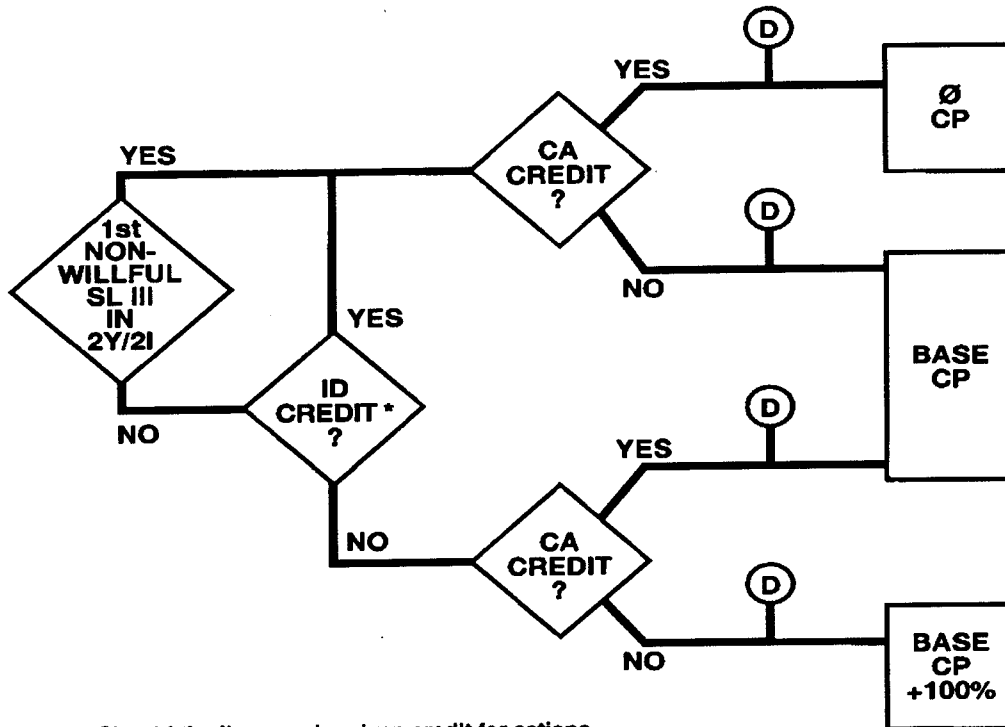 D
YES
Ø
CP
CA
CREDIT
?
YES
D
1st
NON-
WILLFUL
SL III
IN
2Y/2I
NO
YES
BASE
CP
ID
CREDIT *
?
D
NO
YES
NO
CA
CREDIT
?
D
NO
BASE
CP
+100%